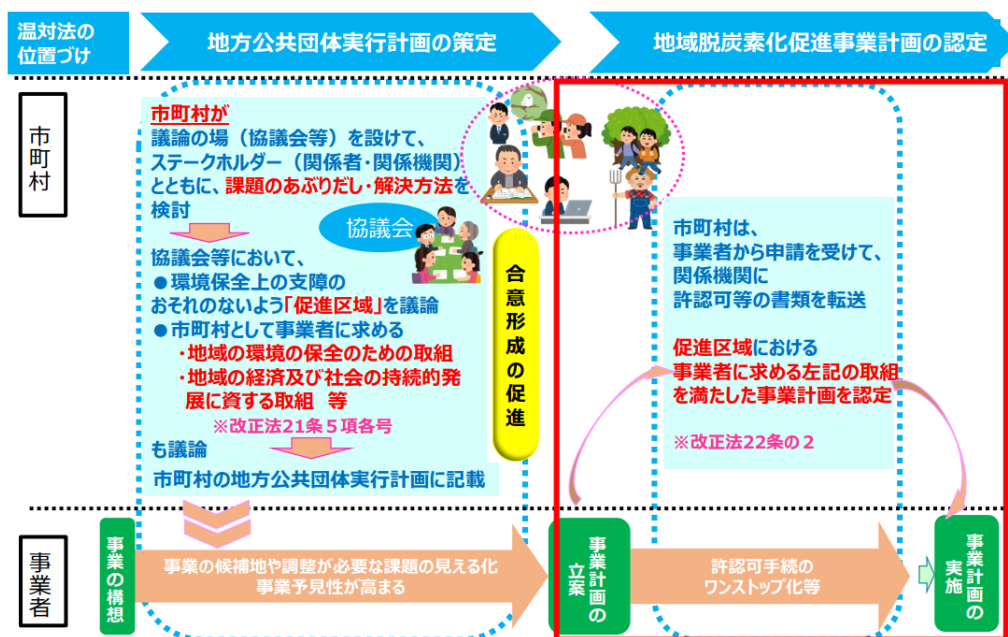 温対法の
位置づけ
地方公共団体実行計画の策定
地域脱炭素化促進事業計画の認定
市町村
市町村が
議論の場（協議会等）を設けて、
ステークホルダー（関係者・関係機関）
とともに、課題のあぶりだし・解決方法を
検討
協議会
協議会等において、
●環境保全上の支障の
おそれのないよう「促進区域」を議論
●市町村として事業者に求める
・地域の環境の保全のための取組
・地域の経済及び社会の持続的発
展に資する取組 等
※改正法21条５項各号
も議論
市町村の地方公共団体実行計画に記載
合意形成の促進
市町村は、
事業者から申請を受けて、
関係機関に
許認可等の書類を転送
促進区域における
事業者に求める左記の取組
を満たした事業計画を認定
※改正法22条の２
事業者
事業の構想
事業の候補地や調整が必要な課題の見える化
事業予見性が高まる
事業計画の
立案
許認可手続の
ワンストップ化等
事業計画の
実施